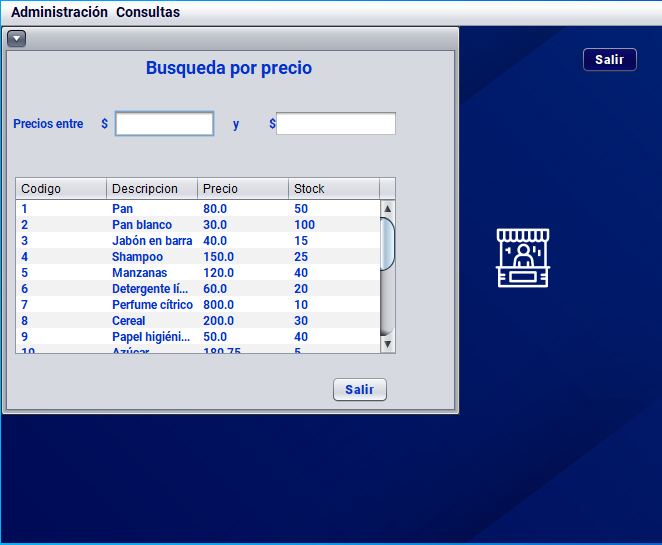 Administración Consultas
Salir
Busqueda por precio
Precios entre $ y $
Codigo Descripcion Precio Stock
1 Pan 80.0 50
2 Pan blanco 30.0 100
3 Jabón en barra 40.0 15
4 Shampoo 150.0 25
5 Manzanas 120.0 40
6 Detergente lí... 60.0 20
7 Perfume cítrico 800.0 10
8 Cereal 200.0 30
9 Papel higiéni... 50.0 40
10 Azúcar 180.75 5
Salir